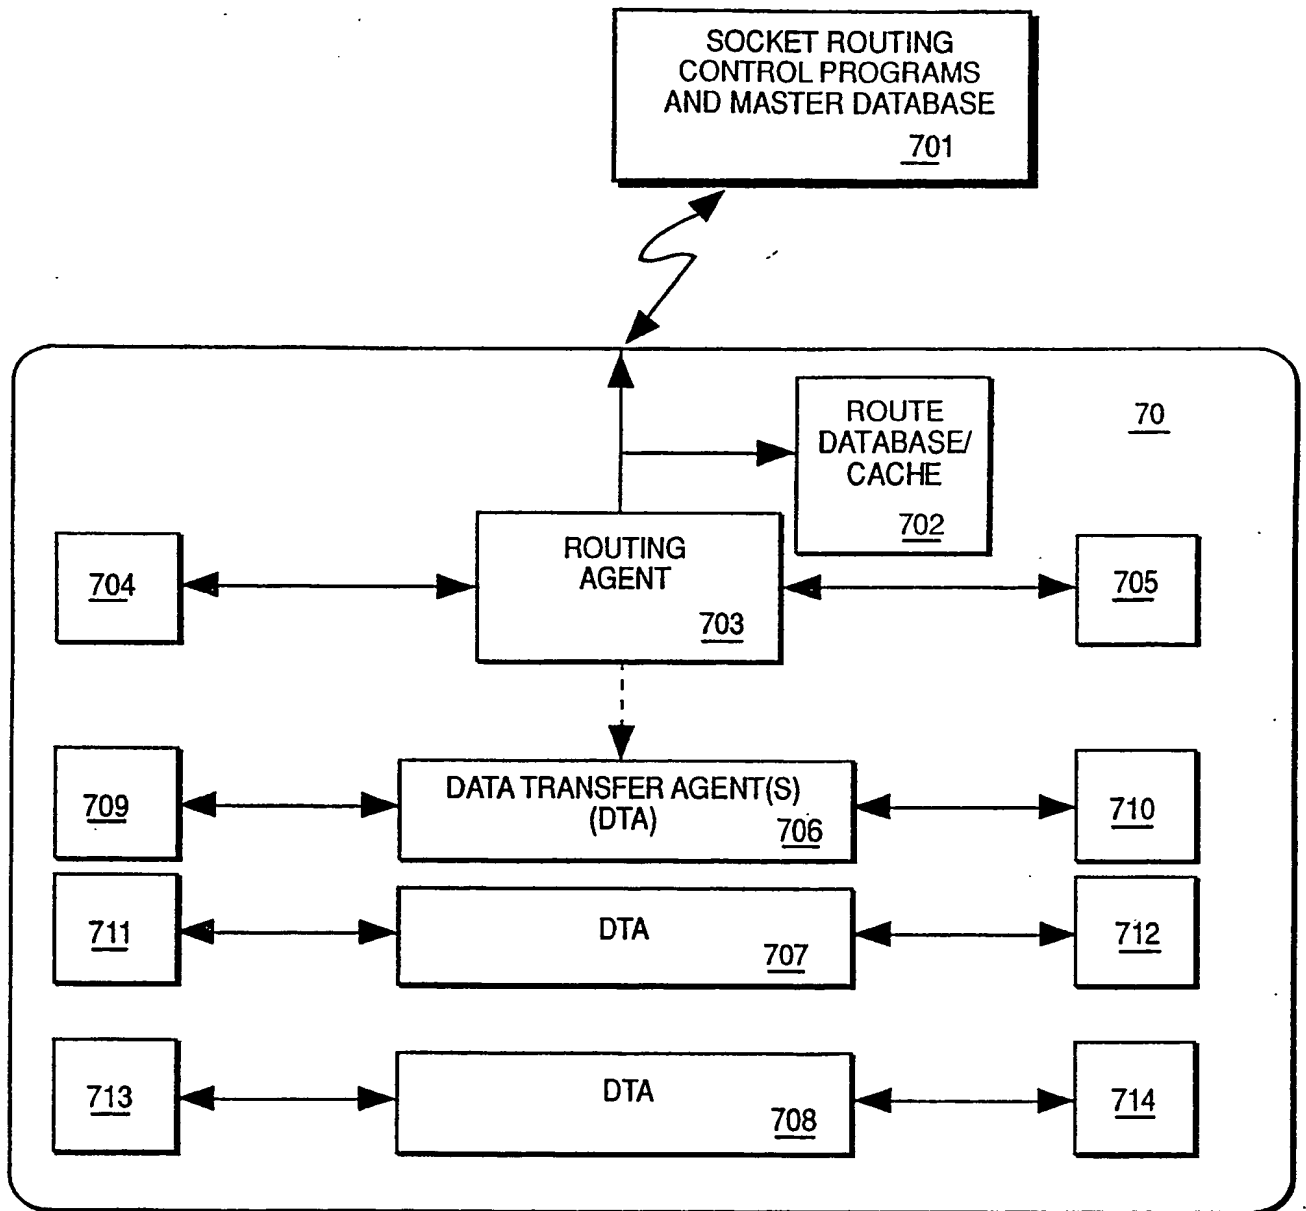 SOCKET ROUTING
CONTROL PROGRAMS
AND MASTER DATABASE
701
70
ROUTE
DATABASE/
CACHE
702
ROUTING
AGENT
703
704
705
DATA TRANSFER AGENT(S)
(DTA)
706
709
710
711
DTA
707
712
713
DTA
708
714